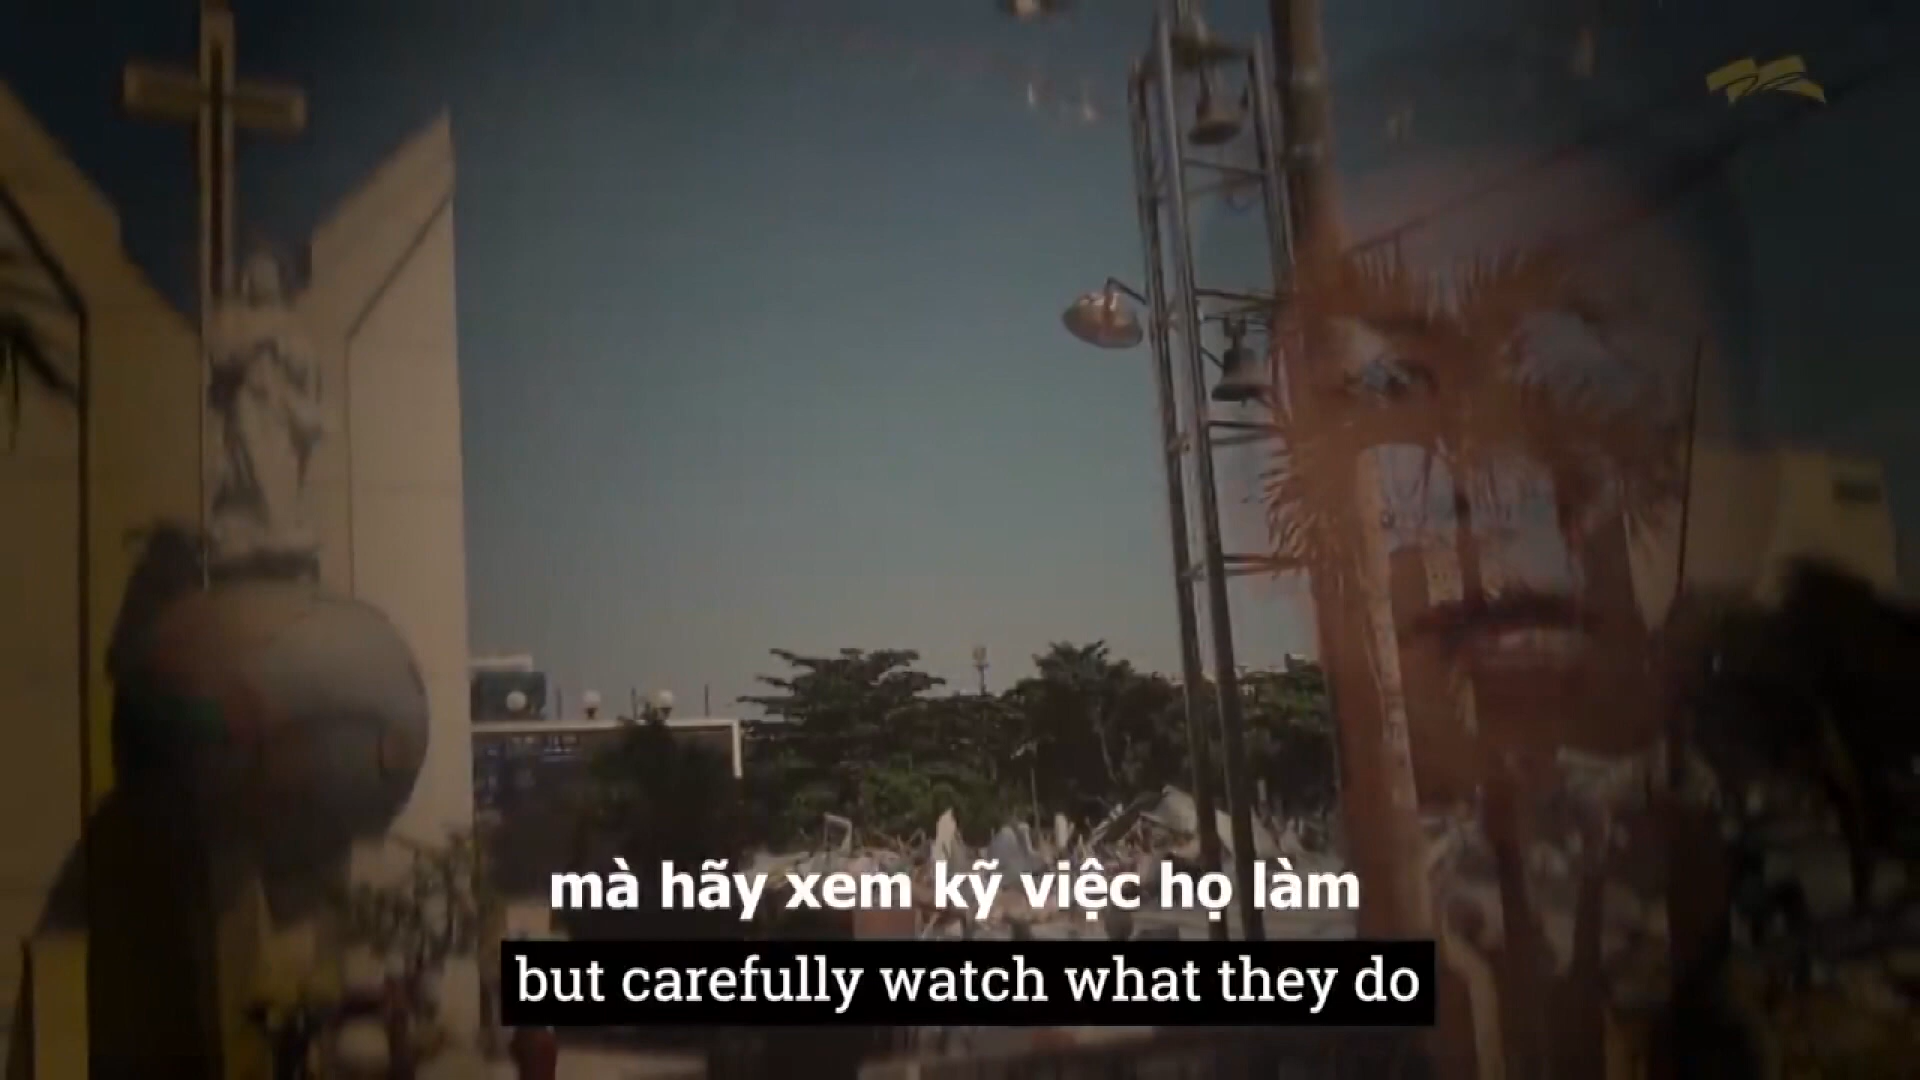 mà hãy xem kỹ việc họ làm
but carefully watch what they do